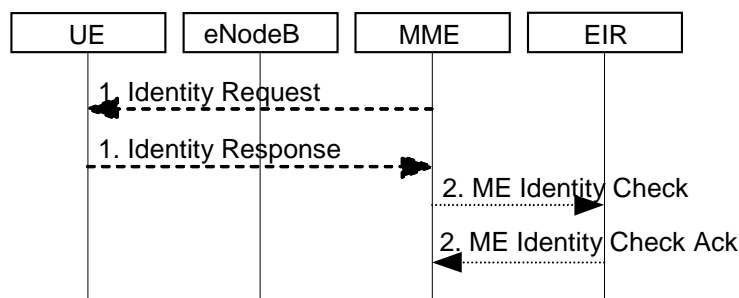 UE eNodeB MME EIR
1. Identity Request
1. Identity Response
2. ME Identity Check
2. ME Identity Check Ack